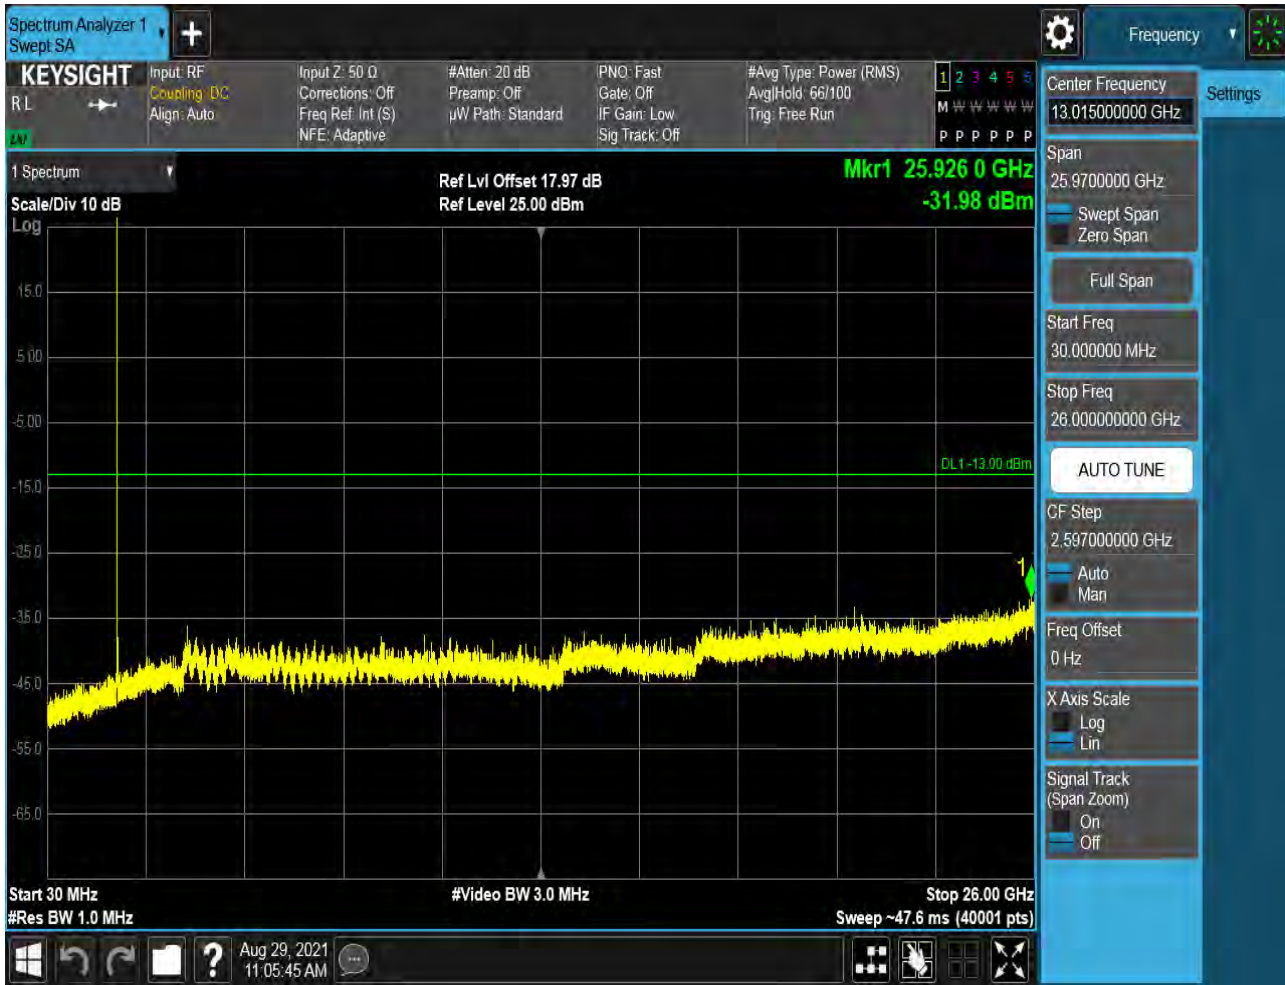 Spectrum Analyzer 1
Swept SA
Frequency
KEYSIGHT
R L
Input: RF
Coupling: DC
Align: Auto
Input Z: 50 Ω
Corrections: Off
Freq Ref: Int (S)
NFE: Adaptive
#Atten: 20 dB
Preamp: Off
µW Path: Standard
PNO: Fast
Gate: Off
IF Gain: Low
Sig Track: Off
#Avg Type: Power (RMS)
Avg|Hold: 66/100
Trig: Free Run
1 2 3 4 5 6
M W W W W W
P P P P P P
1 Spectrum
Scale/Div 10 dB
Log
Ref Lvl Offset 17.97 dB
Ref Level 25.00 dBm
Mkr1 25.926 0 GHz
-31.98 dBm
15.0
5.00
-5.00
-15.0
-25.0
-35.0
-45.0
-55.0
-65.0
DL1 -13.00 dBm
1
Start 30 MHz
#Res BW 1.0 MHz
#Video BW 3.0 MHz
Stop 26.00 GHz
Sweep ~47.6 ms (40001 pts)
Aug 29, 2021
11:05:45 AM
Center Frequency
13.015000000 GHz
Settings
Span
25.9700000 GHz
Swept Span
Zero Span
Full Span
Start Freq
30.000000 MHz
Stop Freq
26.000000000 GHz
AUTO TUNE
CF Step
2.597000000 GHz
Auto
Man
Freq Offset
0 Hz
X Axis Scale
Log
Lin
Signal Track
(Span Zoom)
On
Off